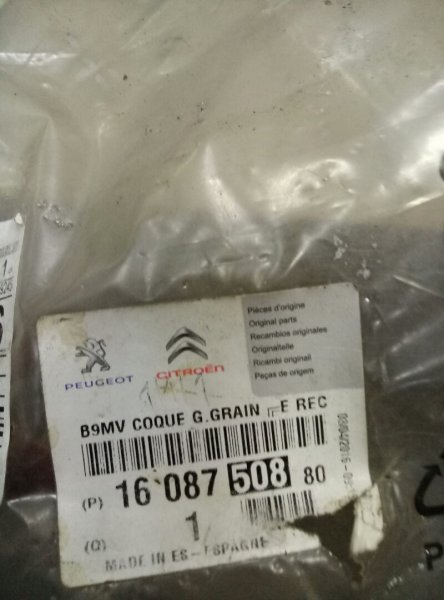 PEUGEOT
CITROËN
Pièces d'origine
Original parts
Recambios originales
Originalteile
Ricambi originali
Peças de origem
B9MV COQUE G.GRAIN E REC
(P) 16 087 508 80
(Q) 1
MADE IN ES - ESPAGNE
P